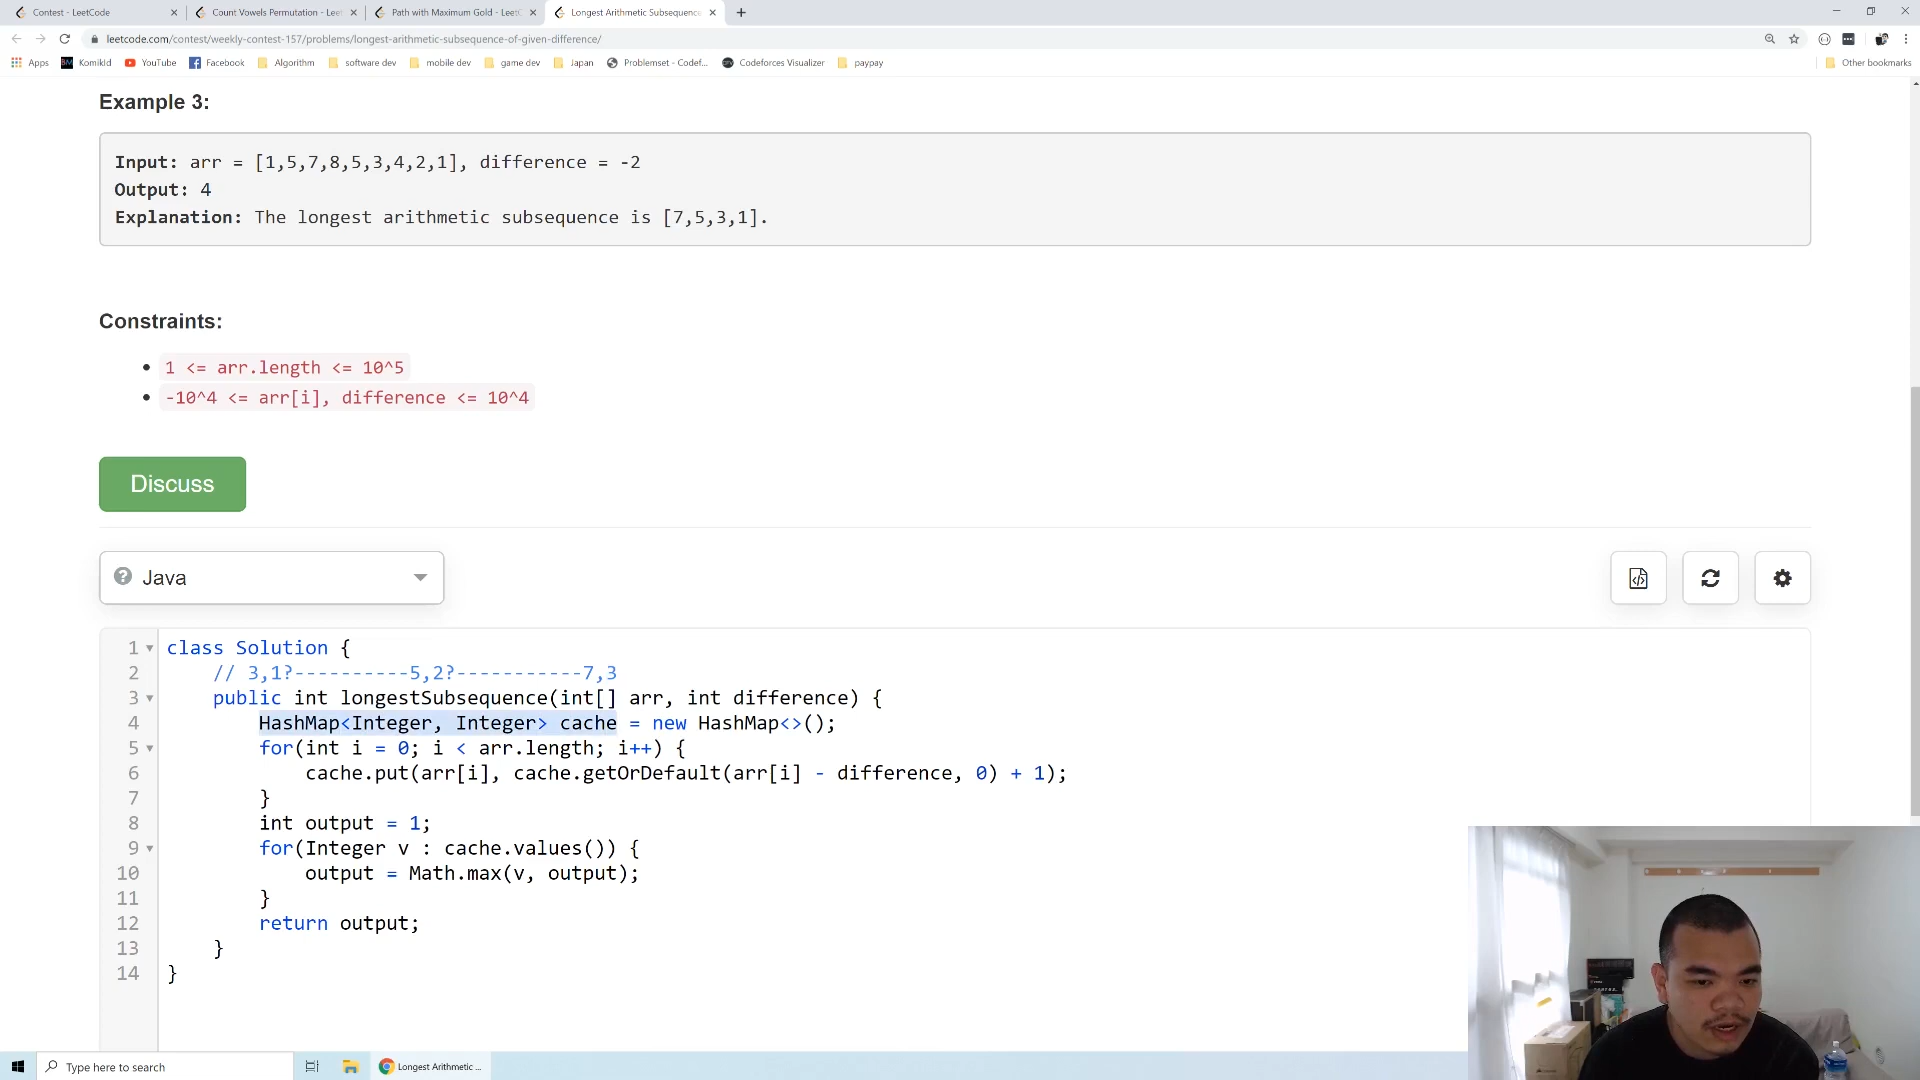 Contest - LeetCode
Count Vowels Permutation - Leet
Path with Maximum Gold - LeetC
Longest Arithmetic Subsequence
leetcode.com/contest/weekly-contest-157/problems/longest-arithmetic-subsequence-of-given-difference/
Apps
Komikid
YouTube
Facebook
Algorithm
software dev
mobile dev
game dev
Japan
Problemset - Codef...
Codeforces Visualizer
paypay
Other bookmarks
Example 3:
Input: arr = [1,5,7,8,5,3,4,2,1], difference = -2
Output: 4
Explanation: The longest arithmetic subsequence is [7,5,3,1].
Constraints:
1 <= arr.length <= 10^5
-10^4 <= arr[i], difference <= 10^4
Discuss
Java
1 class Solution {
2 // 3,1?----------5,2?-----------7,3
3 public int longestSubsequence(int[] arr, int difference) {
4 HashMap<Integer, Integer> cache = new HashMap<>();
5 for(int i = 0; i < arr.length; i++) {
6 cache.put(arr[i], cache.getOrDefault(arr[i] - difference, 0) + 1);
7 }
8 int output = 1;
9 for(Integer v : cache.values()) {
10 output = Math.max(v, output);
11 }
12 return output;
13 }
14 }
Type here to search
Longest Arithmetic ...